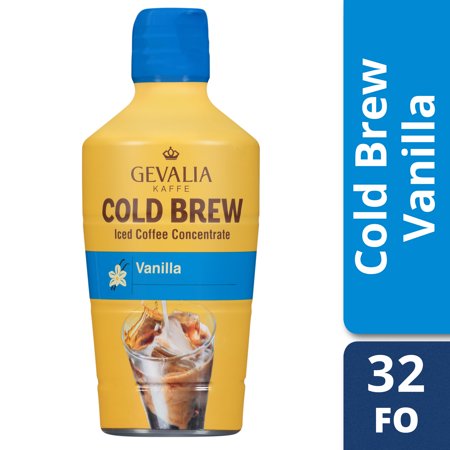 GEVALIA
KAFFE
COLD BREW
Iced Coffee Concentrate
Vanilla
Cold Brew
Vanilla
32
FO